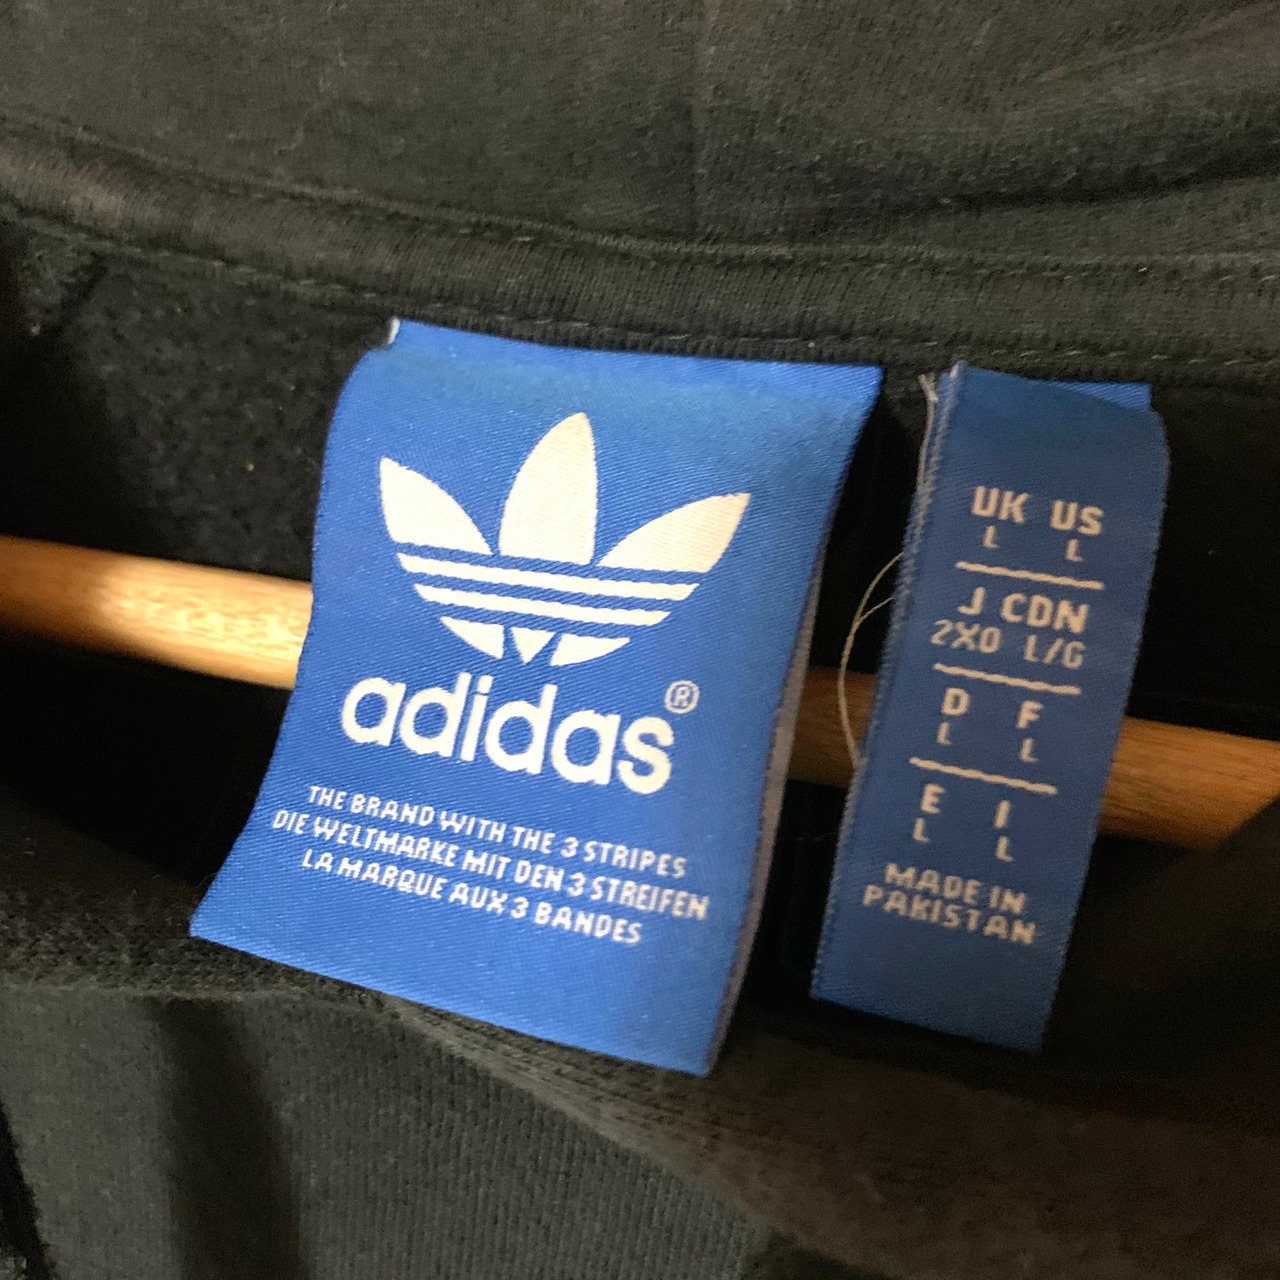 adidas®
THE BRAND WITH THE 3 STRIPES
DIE WELTMARKE MIT DEN 3 STREIFEN
LA MARQUE AUX 3 BANDES
UK US
L L
J CDN
2XO L/G
D F
L L
E I
L L
MADE IN
PAKISTAN